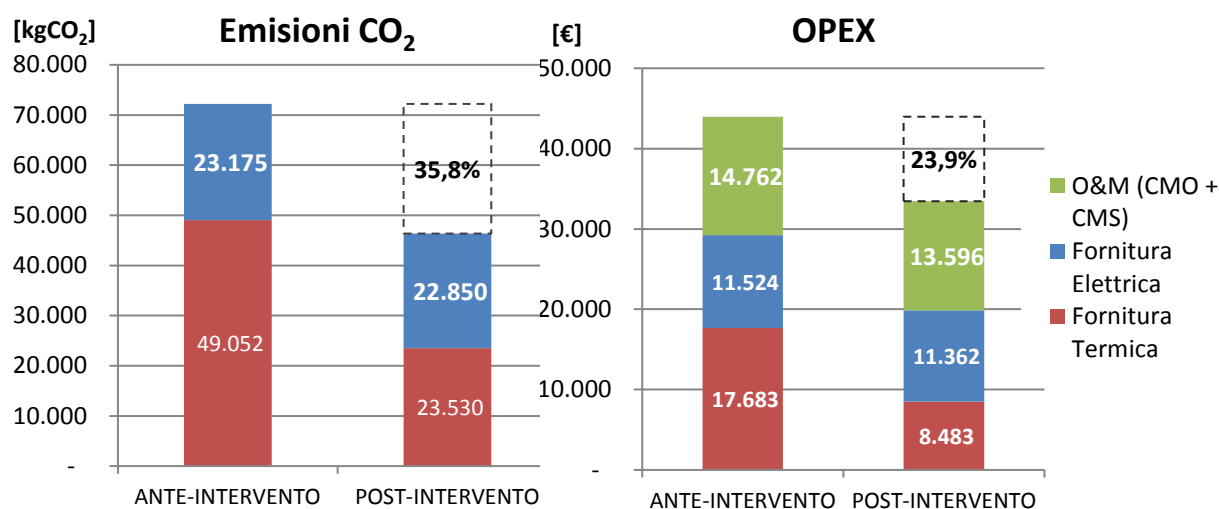 [kgCO₂]
Emisioni CO₂
80.000
70.000
60.000
50.000
40.000
30.000
20.000
10.000
-
23.175
49.052
35,8%
22.850
23.530
ANTE-INTERVENTO
POST-INTERVENTO
[€]
OPEX
50.000
40.000
30.000
20.000
10.000
-
14.762
11.524
17.683
23,9%
13.596
11.362
8.483
ANTE-INTERVENTO
POST-INTERVENTO
O&M (CMO +
CMS)
Fornitura
Elettrica
Fornitura
Termica